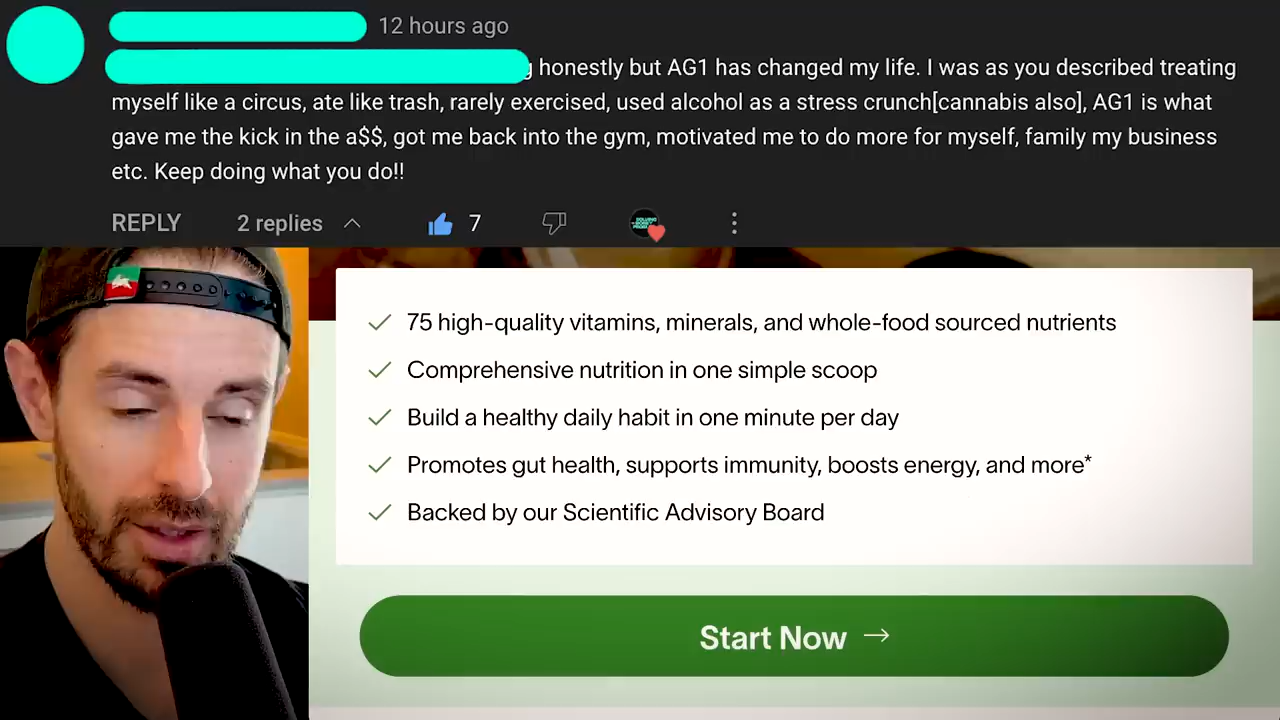 12 hours ago
honestly but AG1 has changed my life. I was as you described treating
myself like a circus, ate like trash, rarely exercised, used alcohol as a stress crunch[cannabis also], AG1 is what
gave me the kick in the a$$, got me back into the gym, motivated me to do more for myself, family my business
etc. Keep doing what you do!!
REPLY 2 replies 7
75 high-quality vitamins, minerals, and whole-food sourced nutrients
Comprehensive nutrition in one simple scoop
Build a healthy daily habit in one minute per day
Promotes gut health, supports immunity, boosts energy, and more*
Backed by our Scientific Advisory Board
Start Now →